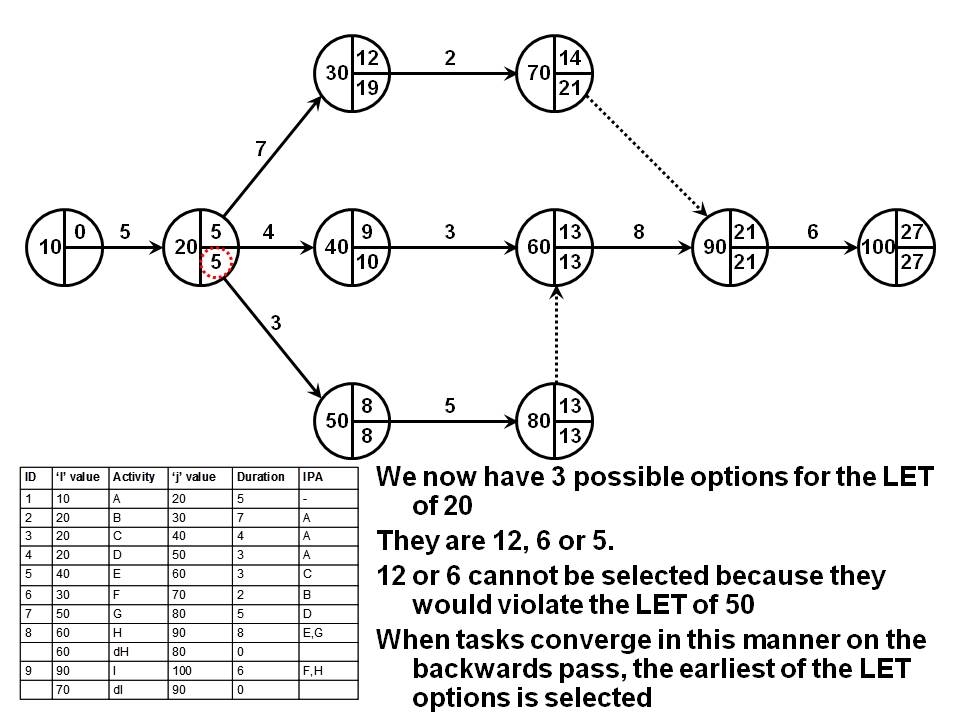 12
30
19
2
14
70
21
7
0
10
5
5
20
5
4
9
40
10
3
13
60
13
8
21
90
21
6
27
100
27
3
8
50
8
5
13
80
13
ID ‘I’ value Activity ‘j’ value Duration IPA
1 10 A 20 5 -
2 20 B 30 7 A
3 20 C 40 4 A
4 20 D 50 3 A
5 40 E 60 3 C
6 30 F 70 2 B
7 50 G 80 5 D
8 60 H 90 8 E,G
60 dH 80 0
9 90 I 100 6 F,H
70 dI 90 0
We now have 3 possible options for the LET
of 20
They are 12, 6 or 5.
12 or 6 cannot be selected because they
would violate the LET of 50
When tasks converge in this manner on the
backwards pass, the earliest of the LET
options is selected